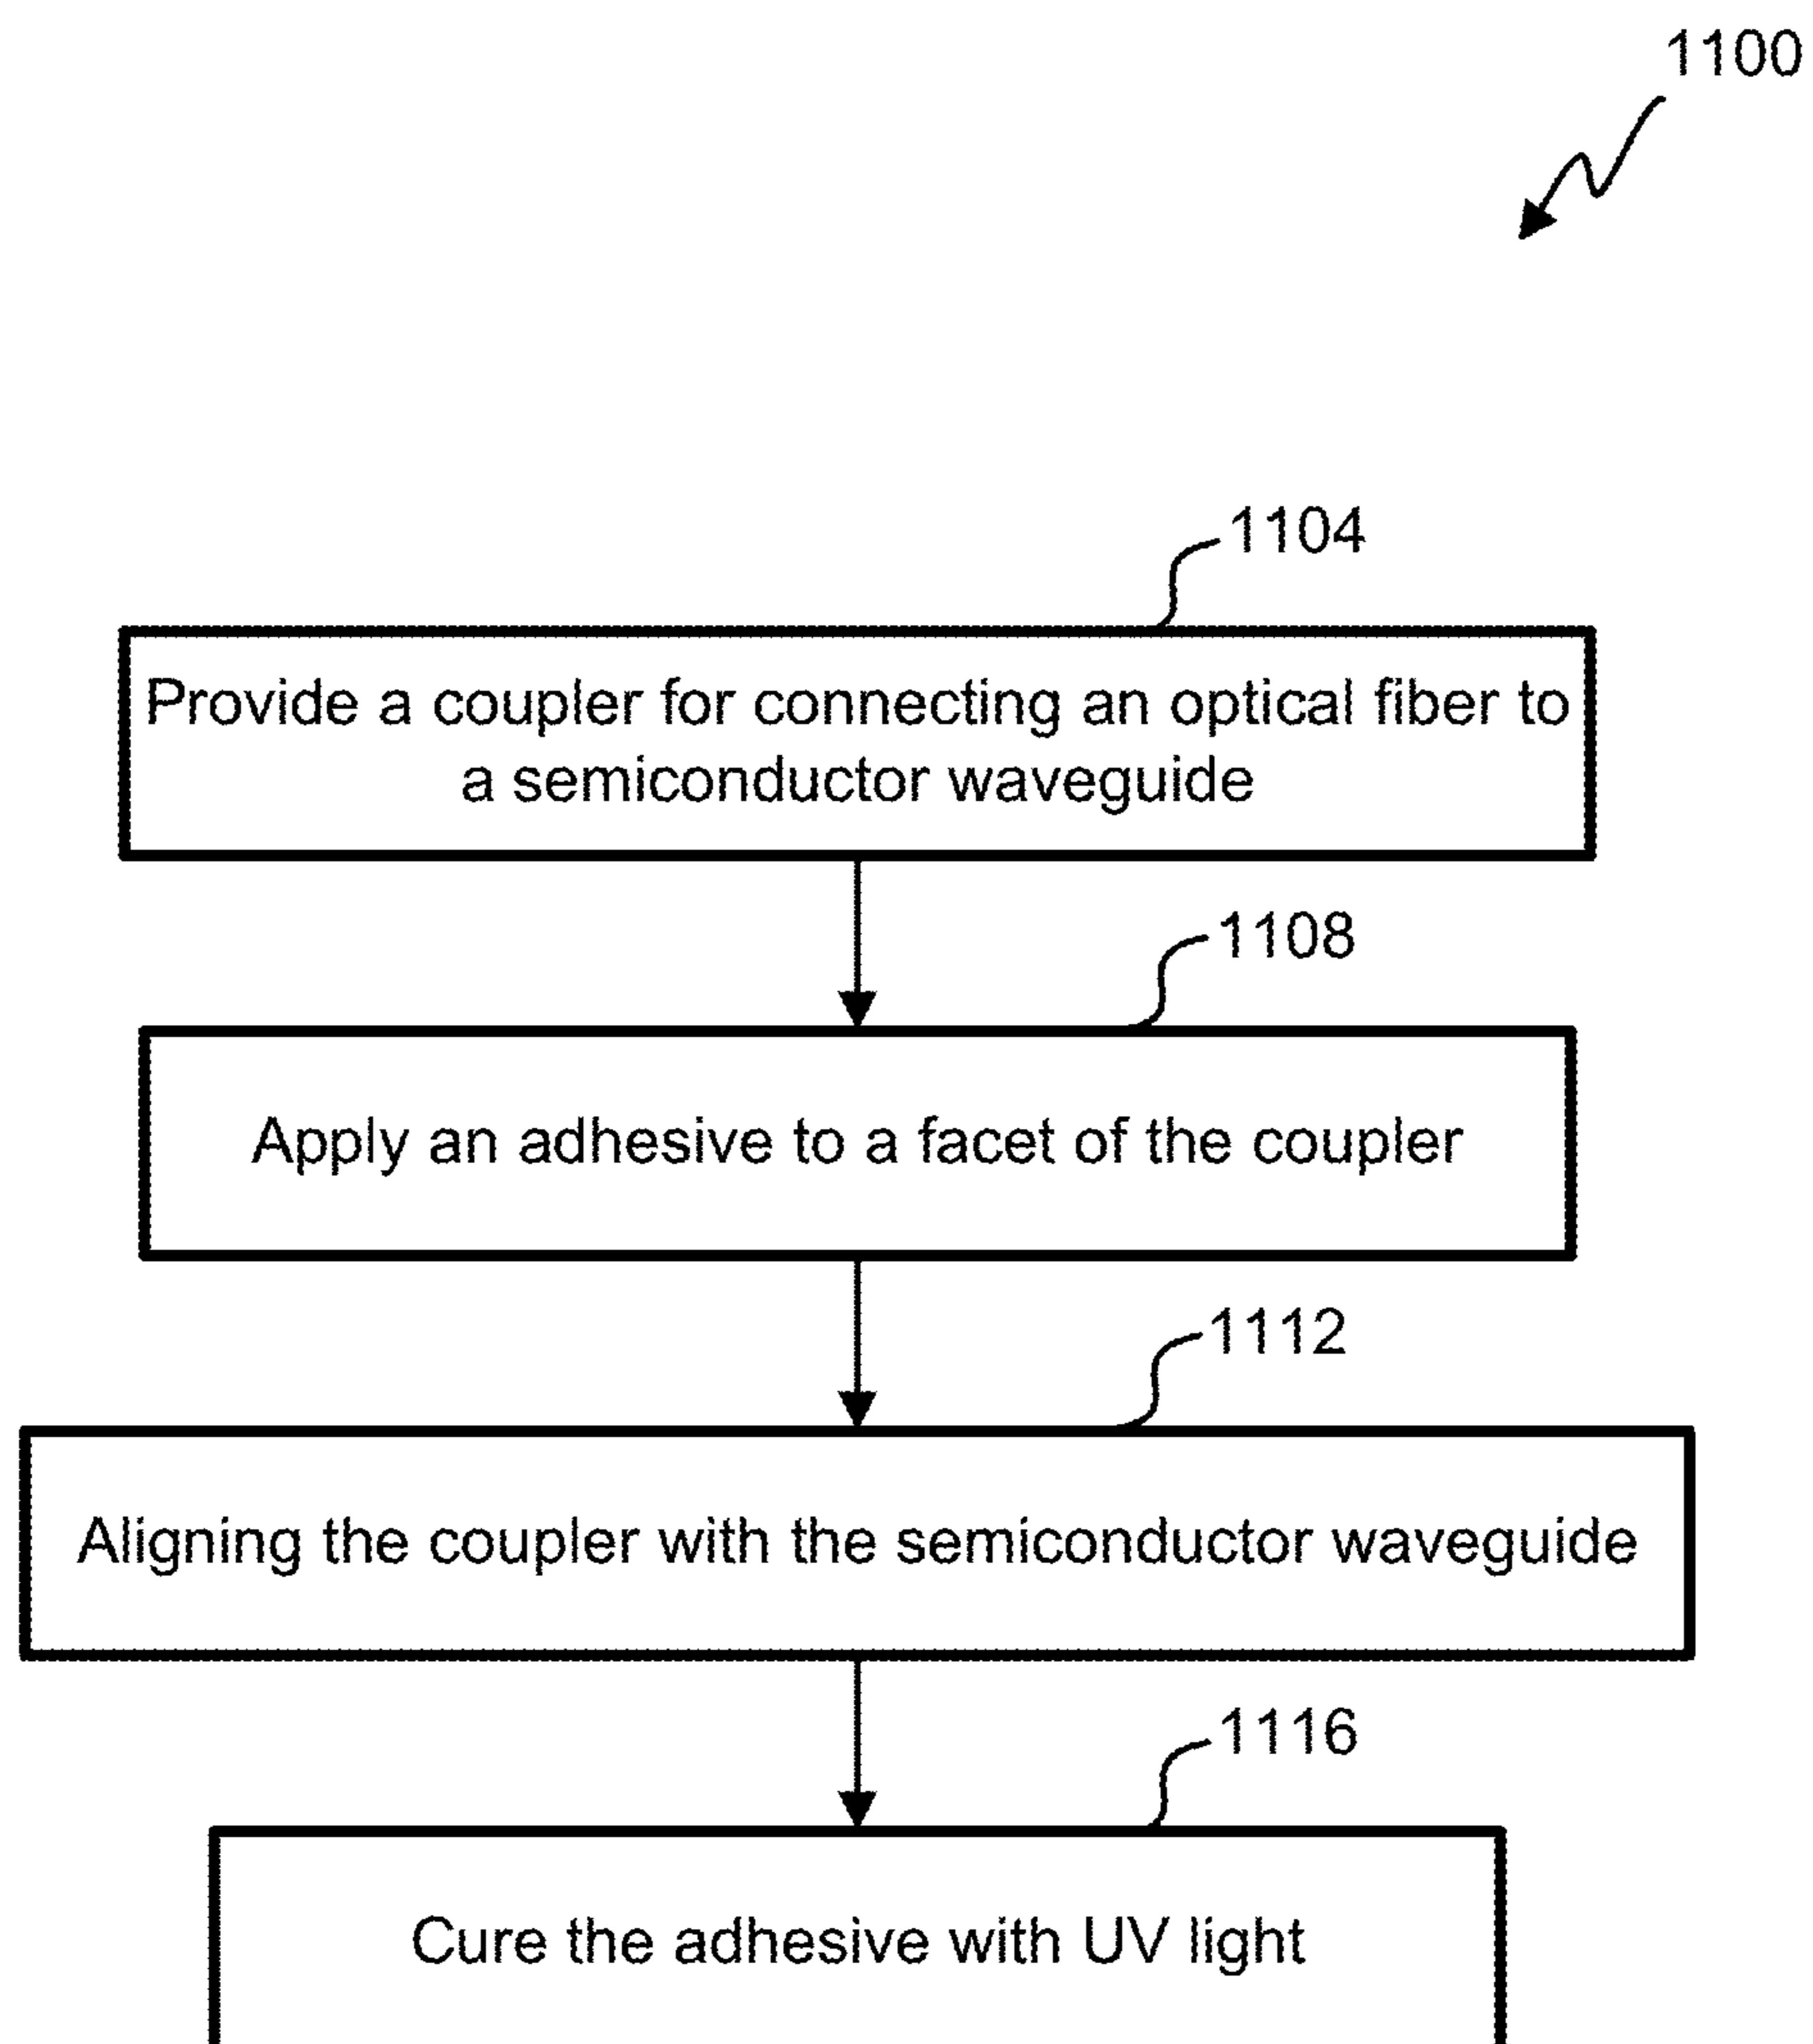 1100
1104
Provide a coupler for connecting an optical fiber to
a semiconductor waveguide
1108
Apply an adhesive to a facet of the coupler
1112
Aligning the coupler with the semiconductor waveguide
1116
Cure the adhesive with UV light